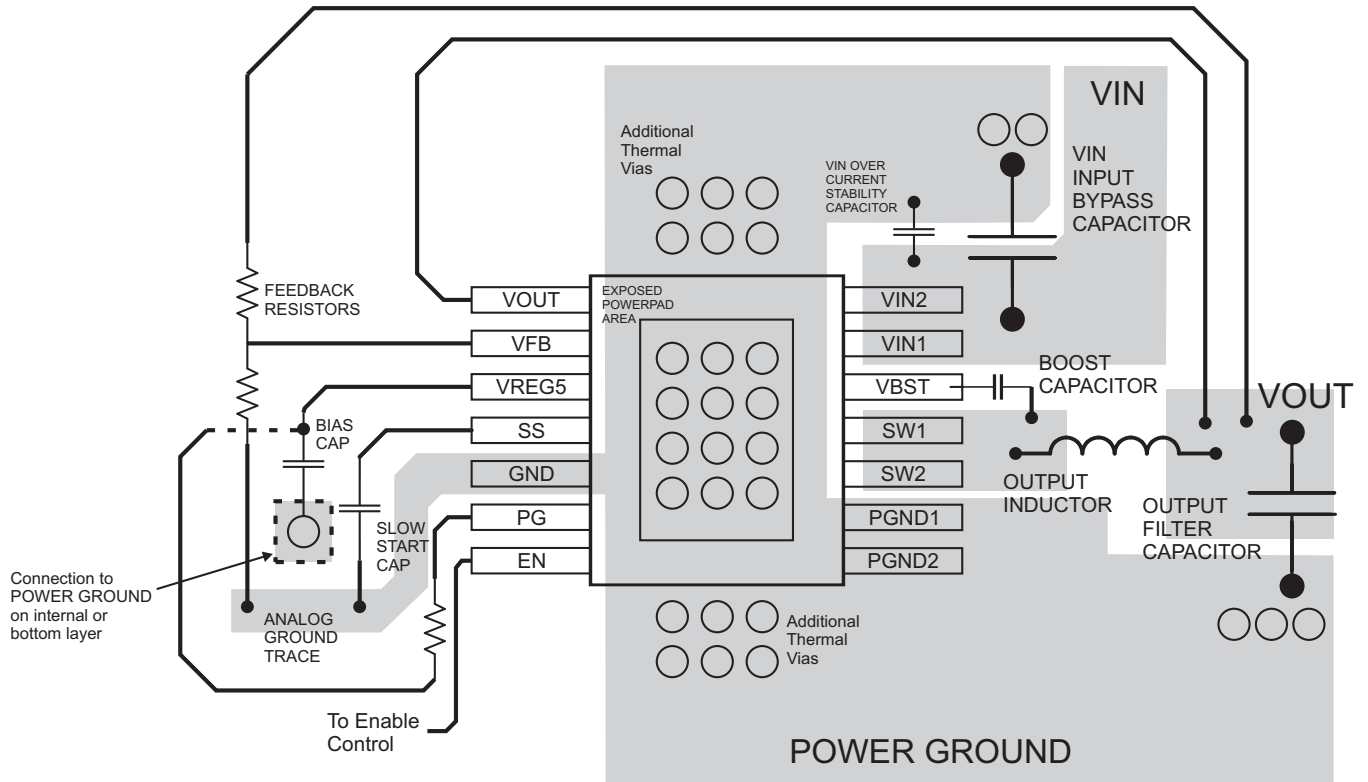 VIN
Additional
Thermal
Vias
VIN OVER
CURRENT
STABILITY
CAPACITOR
VIN
INPUT
BYPASS
CAPACITOR
FEEDBACK
RESISTORS
EXPOSED
POWERPAD
AREA
VOUT
VFB
VREG5
SS
GND
PG
EN
VIN2
VIN1
VBST
SW1
SW2
PGND1
PGND2
BOOST
CAPACITOR
VOUT
BIAS
CAP
OUTPUT
INDUCTOR
OUTPUT
FILTER
CAPACITOR
SLOW
START
CAP
Connection to
POWER GROUND
on internal or
bottom layer
ANALOG
GROUND
TRACE
Additional
Thermal
Vias
To Enable
Control
POWER GROUND